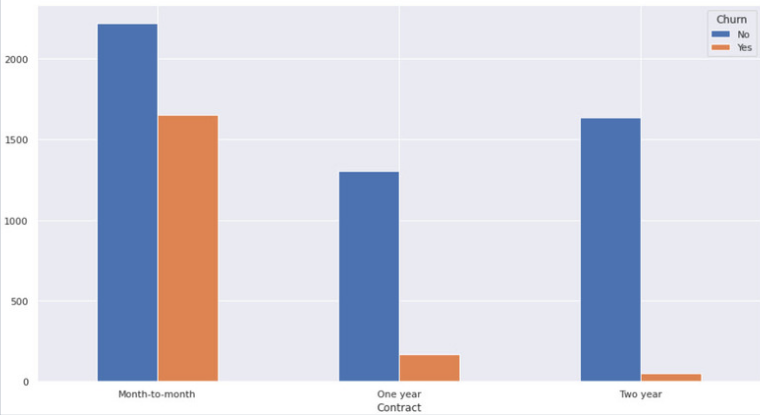 Churn
No
Yes
2000
1500
1000
500
0
Month-to-month
One year
Two year
Contract